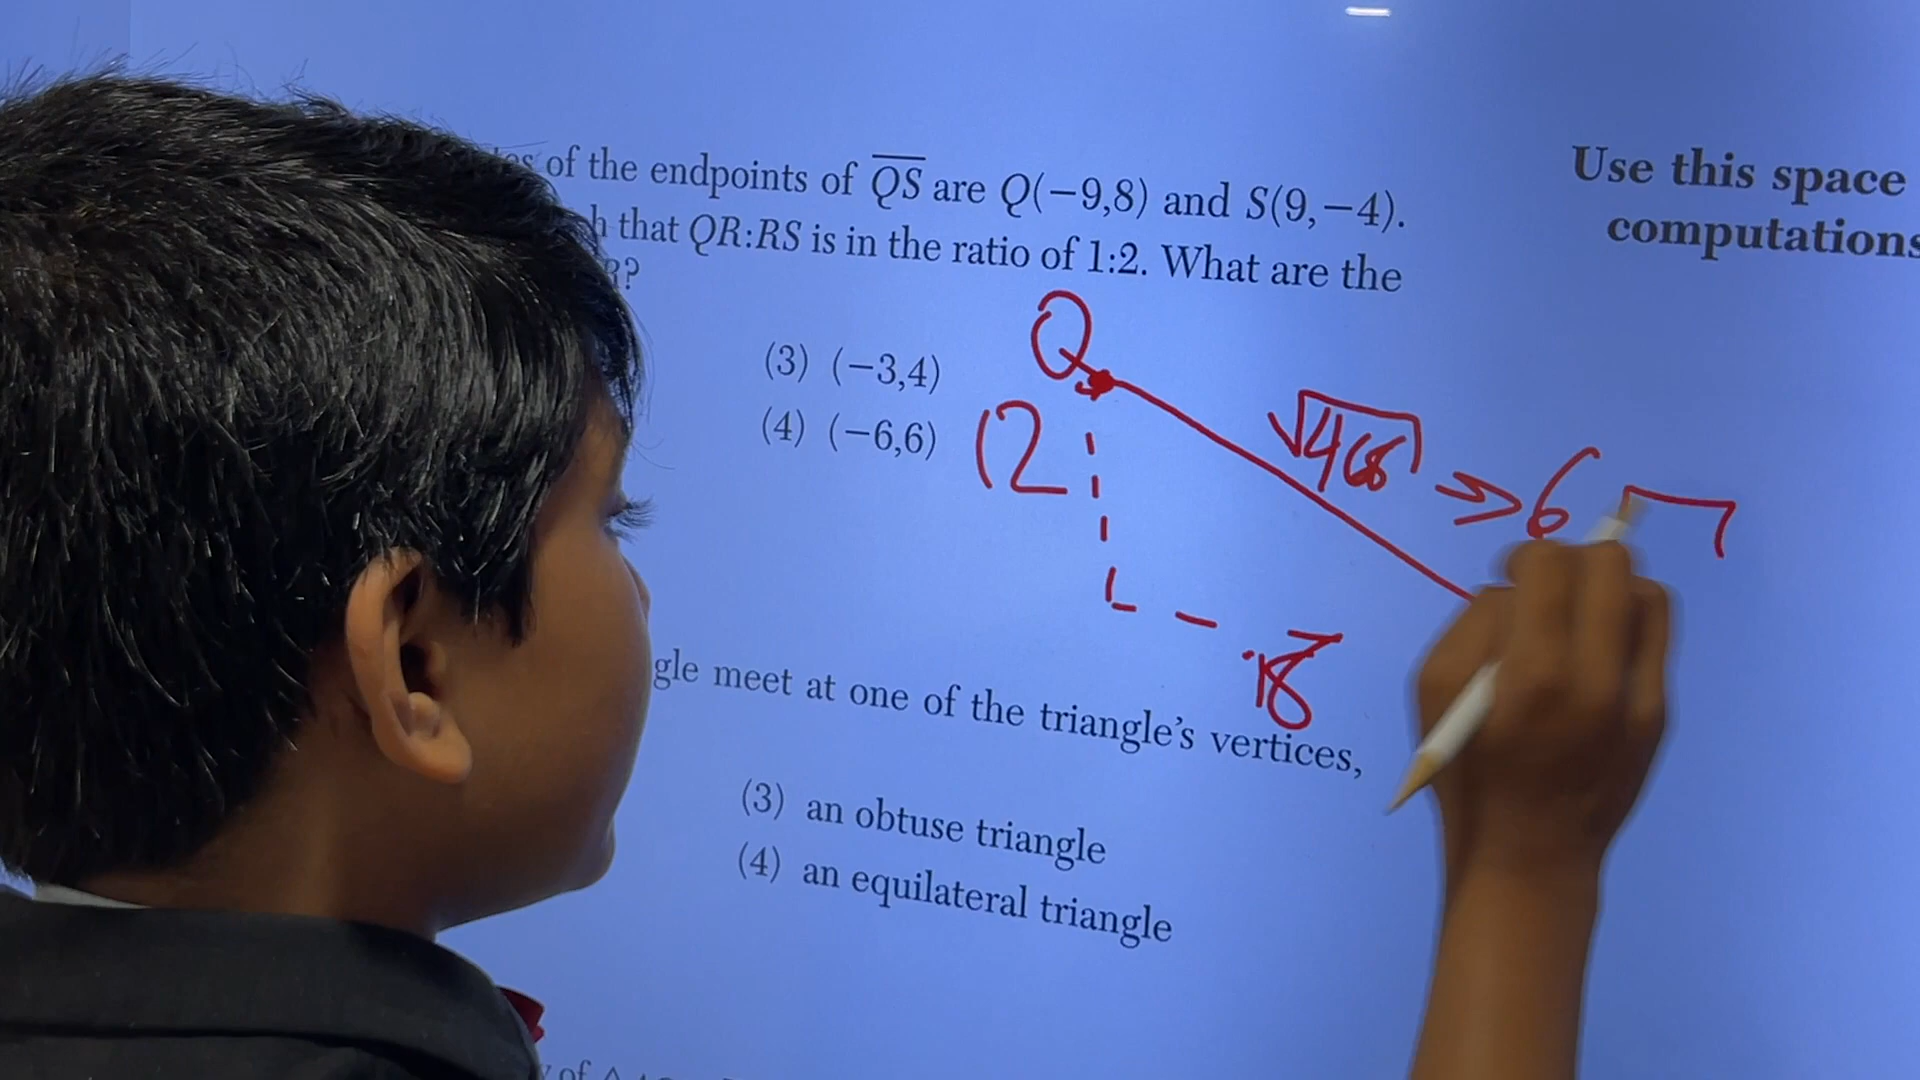 of the endpoints of QS are Q(−9,8) and S(9,−4).
that QR:RS is in the ratio of 1:2. What are the
Use this space
computations
(3) (−3,4)
(4) (−6,6)
Q
12
√468 ⇒ 6
18
meet at one of the triangle's vertices,
(3) an obtuse triangle
(4) an equilateral triangle
of